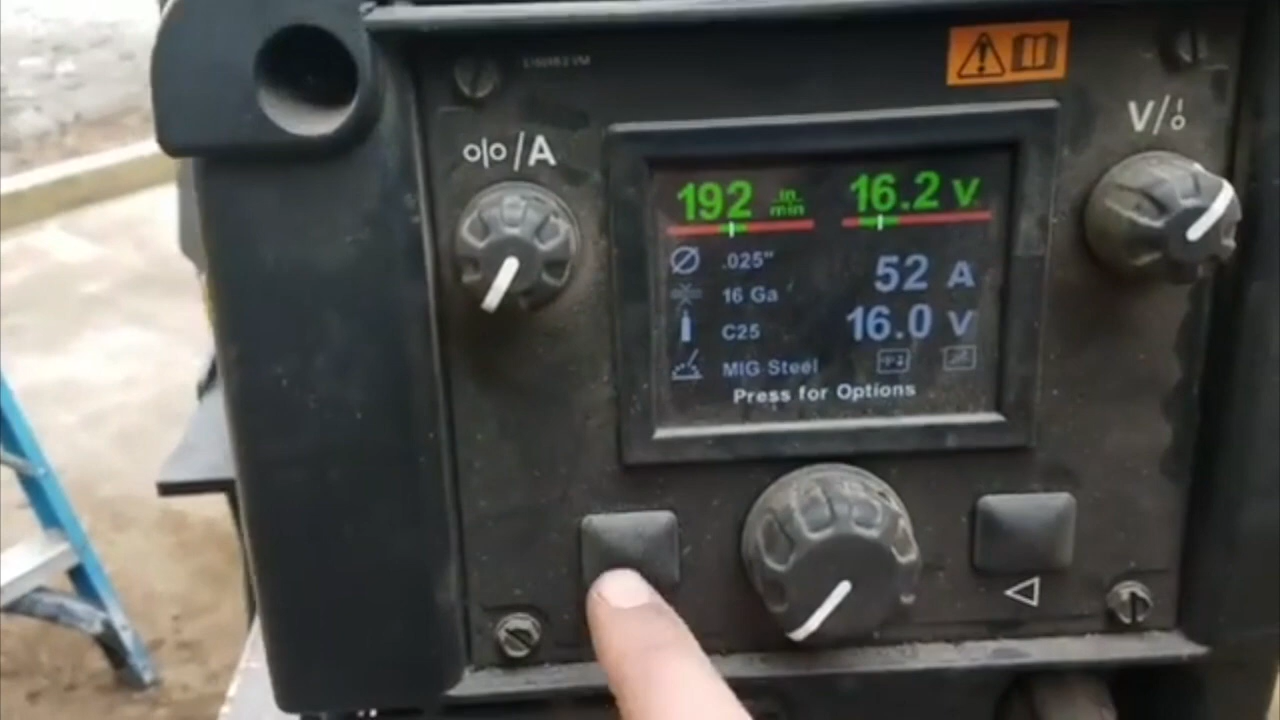 o|o/A
V/
192 in/min
16.2 V
.025"
52 A
16 Ga
C25
16.0 V
MIG Steel
Press for Options